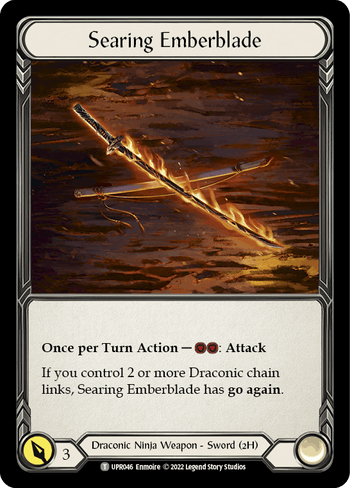 Searing Emberblade
Once per Turn Action — : Attack
If you control 2 or more Draconic chain
links, Searing Emberblade has go again.
3
Draconic Ninja Weapon - Sword (2H)
T UPR046 Enmoire © 2022 Legend Story Studios